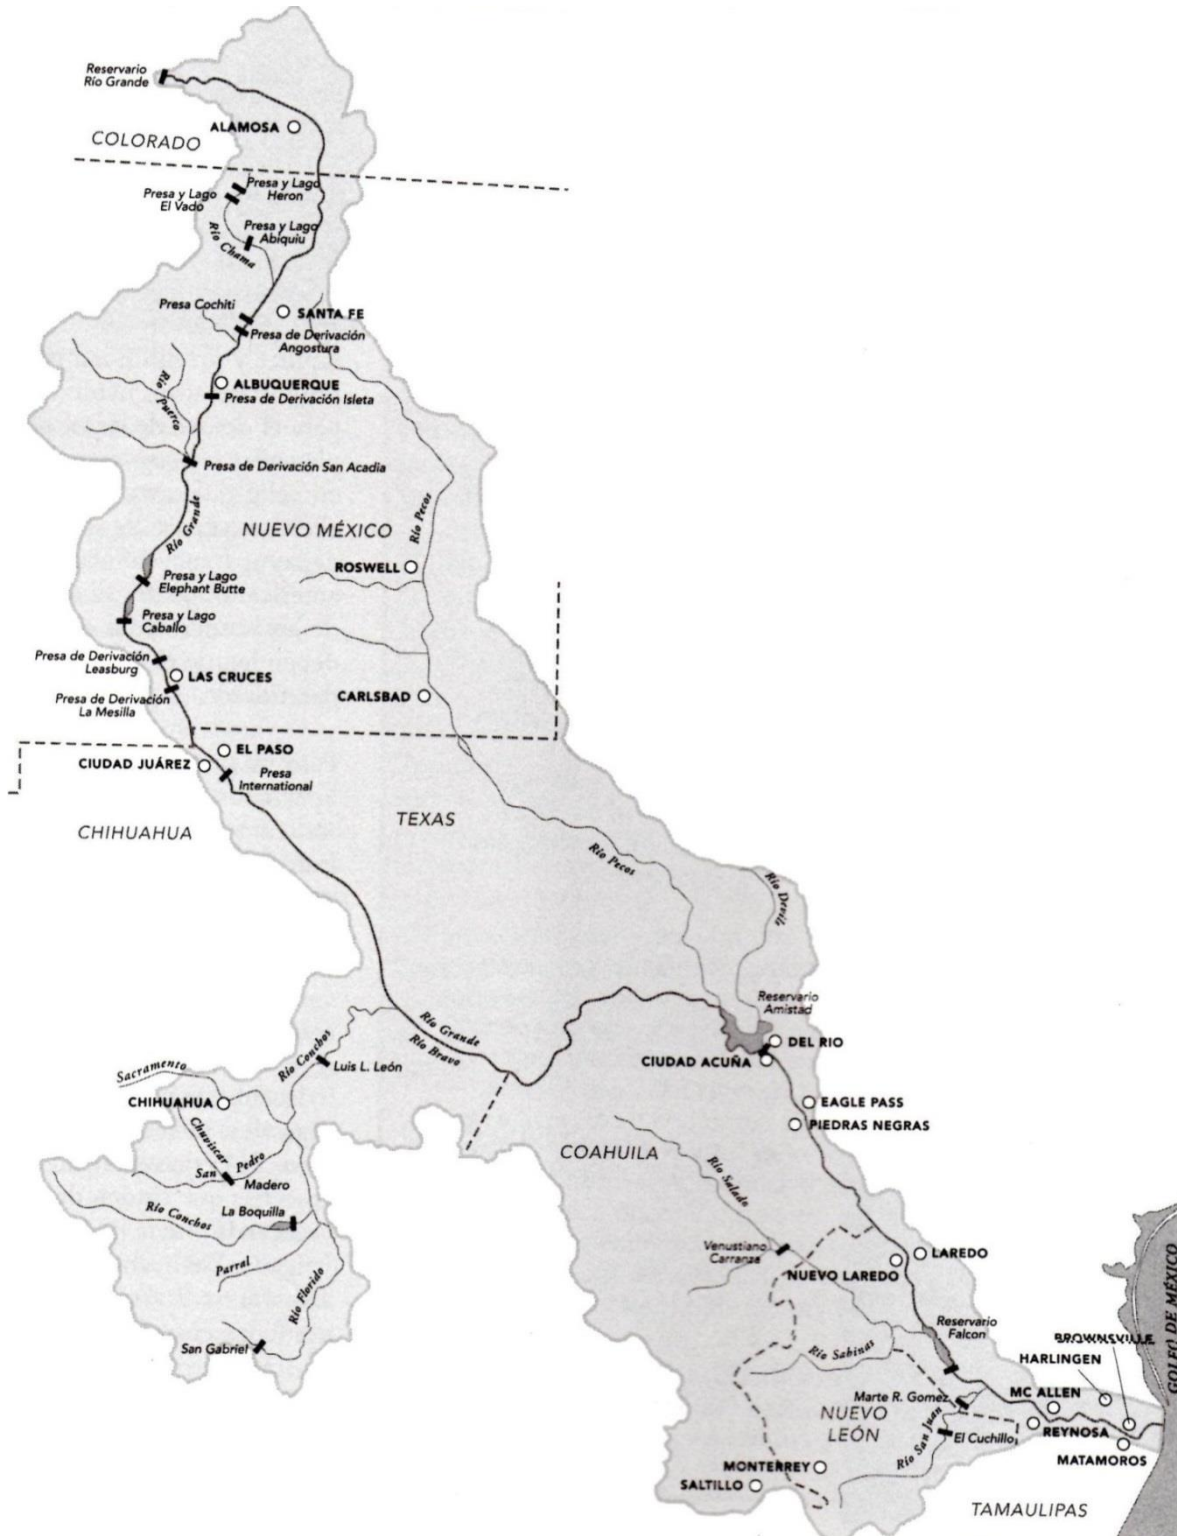 Reservario
Río Grande
ALAMOSA
COLORADO
Presa y Lago
Heron
Presa y Lago
El Vado
Presa y Lago
Abiquiu
Río Chama
Presa Cochiti
SANTA FE
Presa de Derivación
Angostura
Río Puerco
ALBUQUERQUE
Presa de Derivación Isleta
Presa de Derivación San Acadia
Río Grande
NUEVO MÉXICO
Río Pecos
ROSWELL
Presa y Lago
Elephant Butte
Presa y Lago
Caballo
Presa de Derivación
Leasburg
LAS CRUCES
CARLSBAD
Presa de Derivación
La Mesilla
EL PASO
CIUDAD JUÁREZ
Presa
International
CHIHUAHUA
TEXAS
Río Pecos
Río Devils
Reservario
Amistad
Río Grande
Río Bravo
DEL RIO
CIUDAD ACUÑA
Río Conchos
Luis L. León
Sacramento
CHIHUAHUA
EAGLE PASS
PIEDRAS NEGRAS
Chuviscar
San Pedro
Madero
COAHUILA
Río Salado
La Boquilla
Río Conchos
Parral
Río Florido
San Gabriel
Venustiano
Carranza
LAREDO
NUEVO LAREDO
Reservario
Falcon
Río Sabinas
GOLFO DE MÉXICO
BROWNSVILLE
HARLINGEN
MC ALLEN
Marte R. Gomez
NUEVO
LEÓN
Río San Juan
El Cuchillo
REYNOSA
MATAMOROS
MONTERREY
SALTILLO
TAMAULIPAS